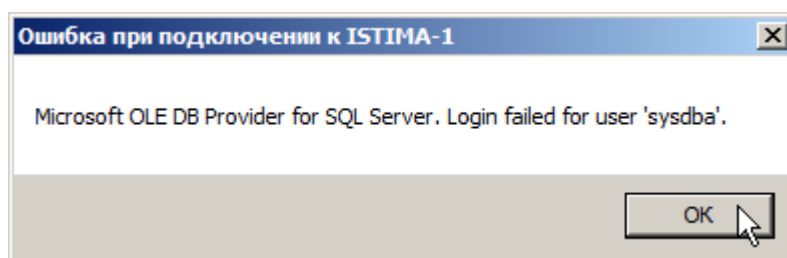 Ошибка при подключении к ISTIMA-1
Microsoft OLE DB Provider for SQL Server. Login failed for user 'sysdba'.
OK